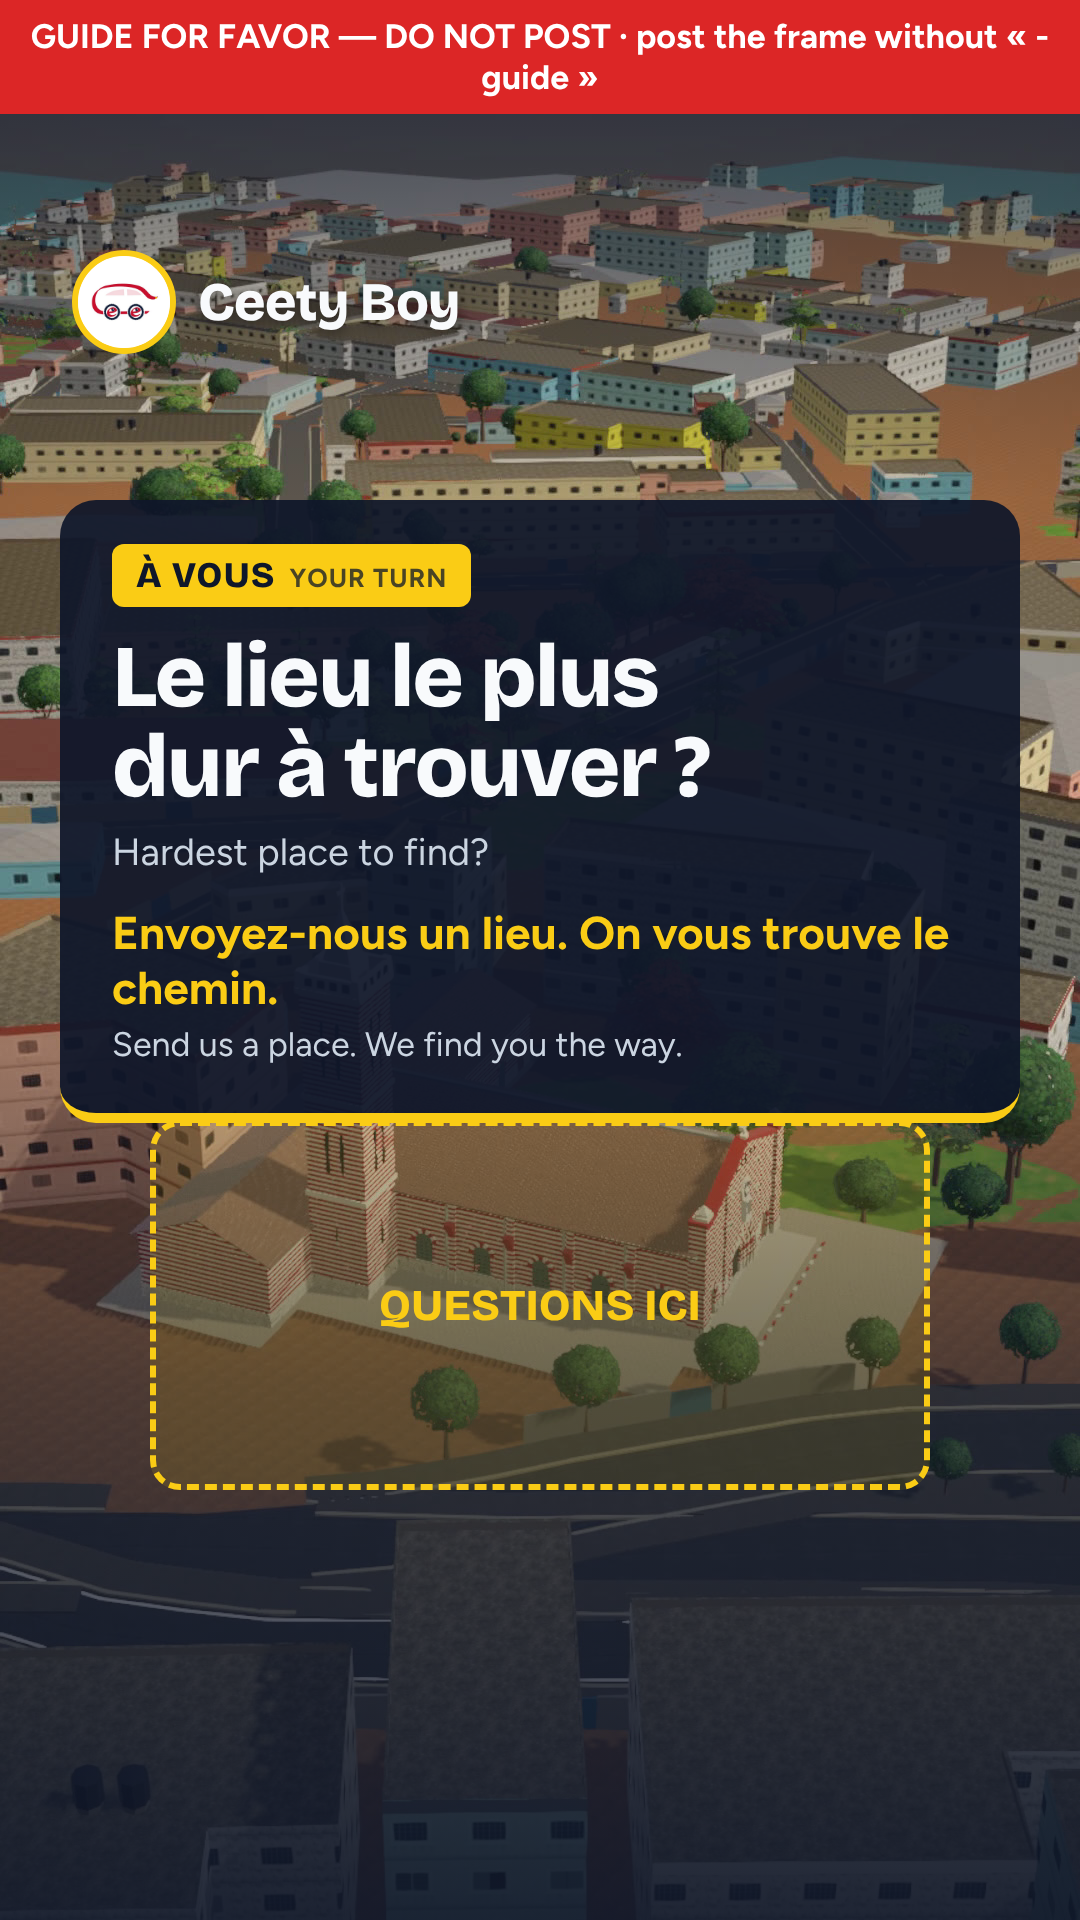 GUIDE FOR FAVOR — DO NOT POST · post the frame without « -
guide »
Ceety Boy
À VOUS YOUR TURN
Le lieu le plus
dur à trouver ?
Hardest place to find?
Envoyez-nous un lieu. On vous trouve le
chemin.
Send us a place. We find you the way.
QUESTIONS ICI